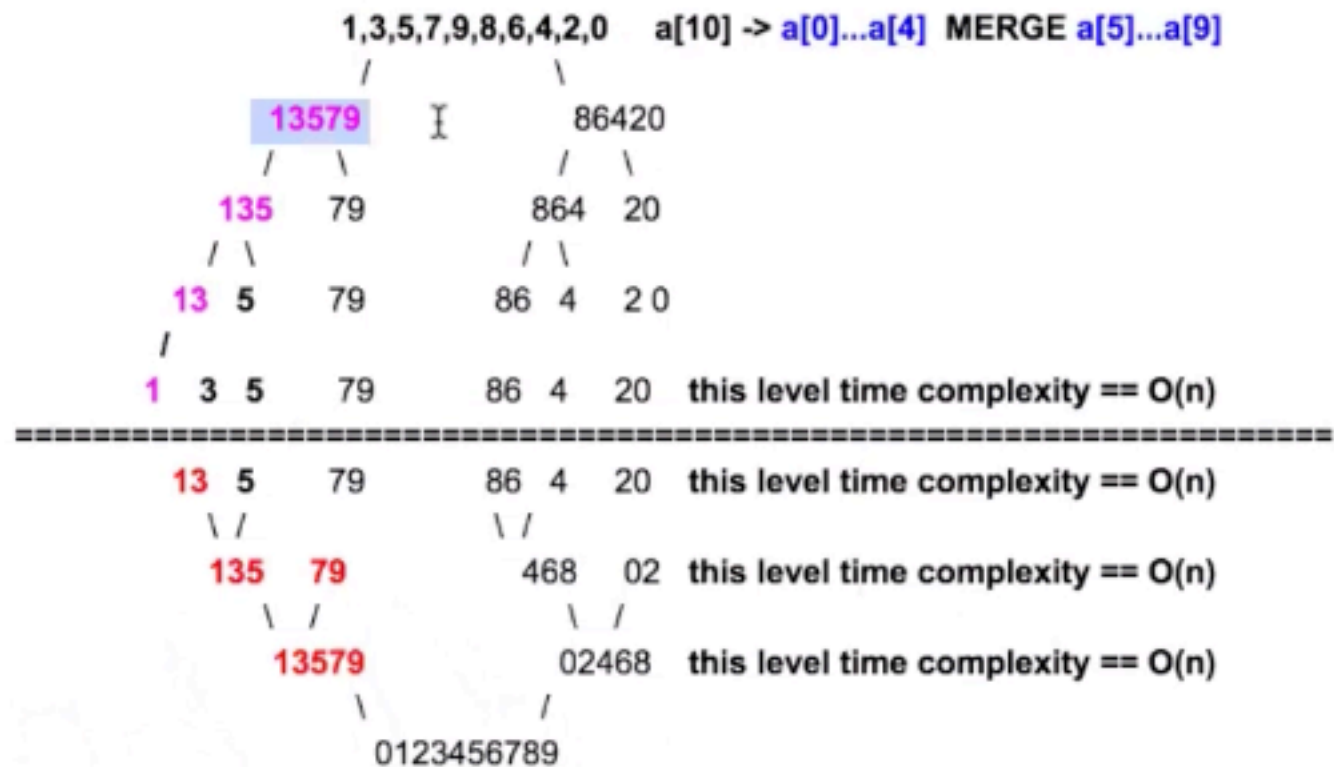 1,3,5,7,9,8,6,4,2,0 a[10] -> a[0]...a[4] MERGE a[5]...a[9]
/ \
13579 86420
/ \ / \
135 79 864 20
/ \ / \
13 5 79 86 4 2 0
/
1 3 5 79 86 4 20 this level time complexity == O(n)
======================================================================
13 5 79 86 4 20 this level time complexity == O(n)
\ / \ /
135 79 468 02 this level time complexity == O(n)
\ / \ /
13579 02468 this level time complexity == O(n)
\ /
0123456789